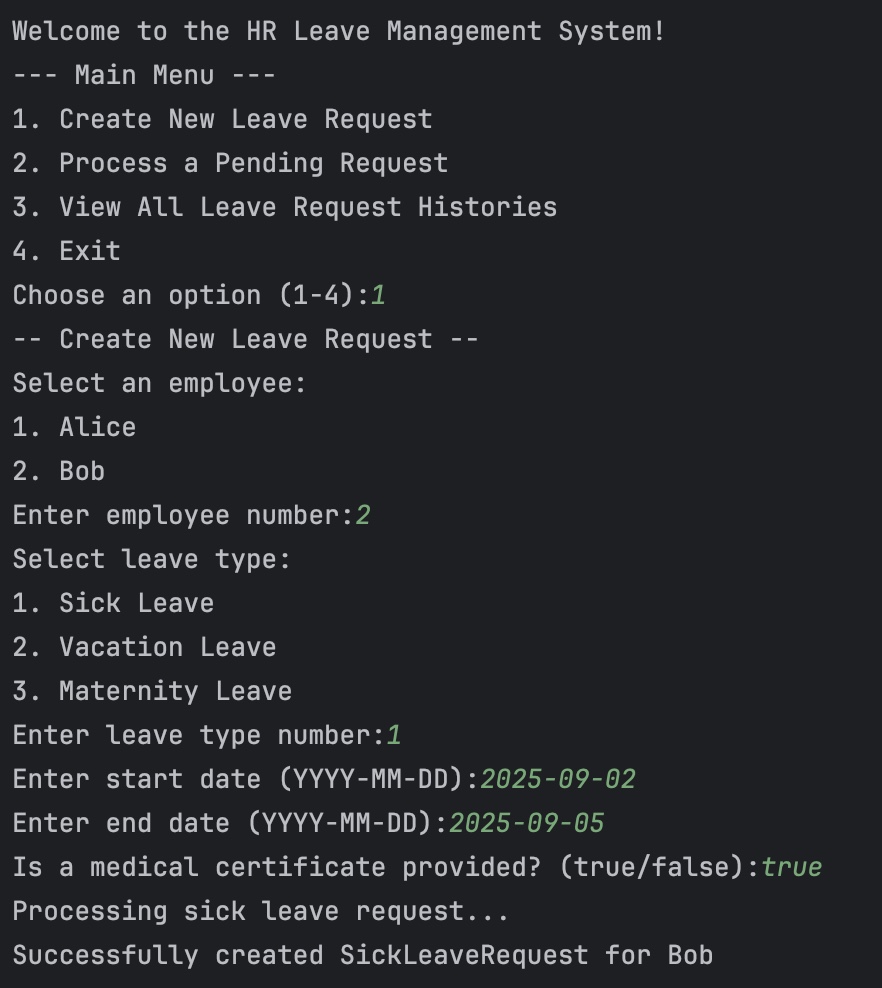 Welcome to the HR Leave Management System!
--- Main Menu ---
1. Create New Leave Request
2. Process a Pending Request
3. View All Leave Request Histories
4. Exit
Choose an option (1-4):1
-- Create New Leave Request --
Select an employee:
1. Alice
2. Bob
Enter employee number:2
Select leave type:
1. Sick Leave
2. Vacation Leave
3. Maternity Leave
Enter leave type number:1
Enter start date (YYYY-MM-DD):2025-09-02
Enter end date (YYYY-MM-DD):2025-09-05
Is a medical certificate provided? (true/false):true
Processing sick leave request...
Successfully created SickLeaveRequest for Bob